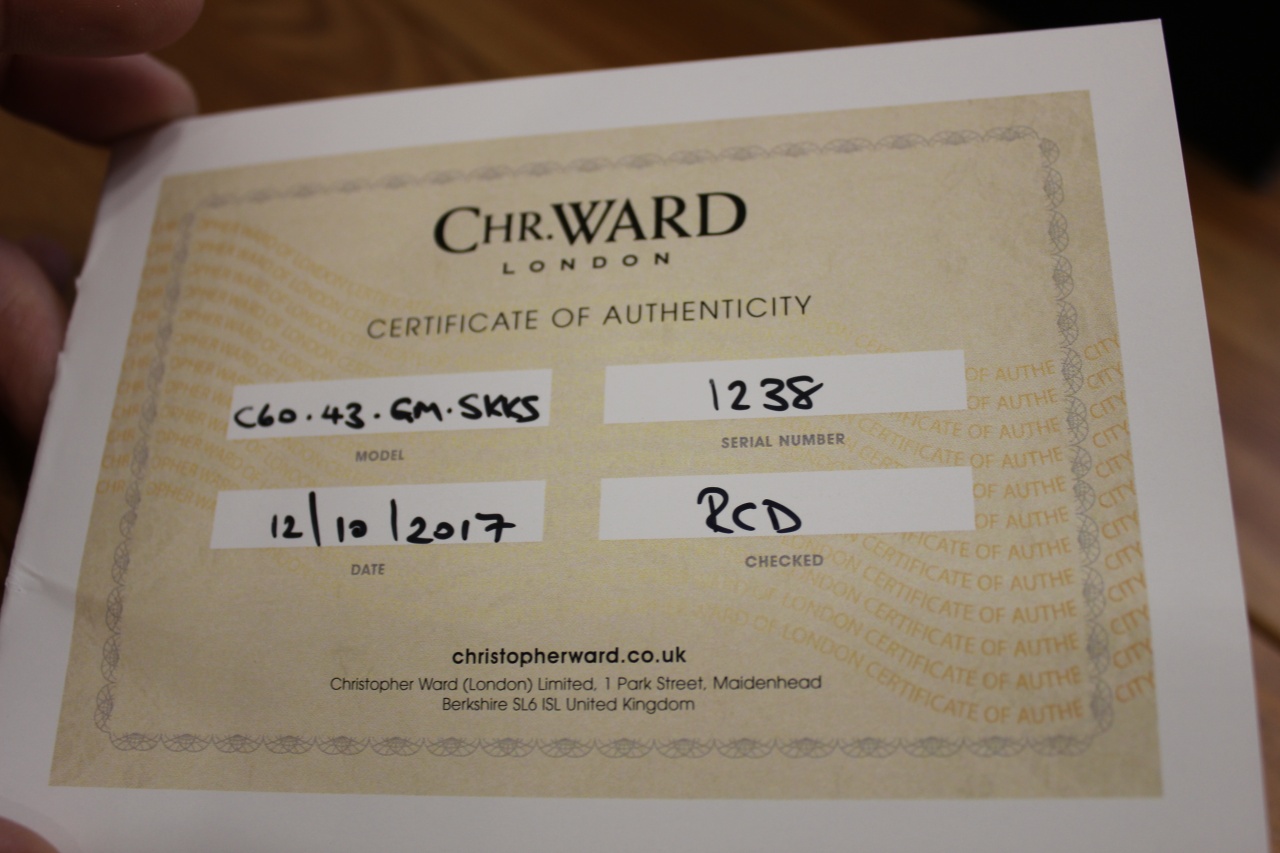 CHR.WARD
LONDON
CERTIFICATE OF AUTHENTICITY
C60.43.GM.SKKS
1238
MODEL
SERIAL NUMBER
12/10/2017
RCD
DATE
CHECKED
christopherward.co.uk
Christopher Ward (London) Limited, 1 Park Street, Maidenhead
Berkshire SL6 ISL United Kingdom